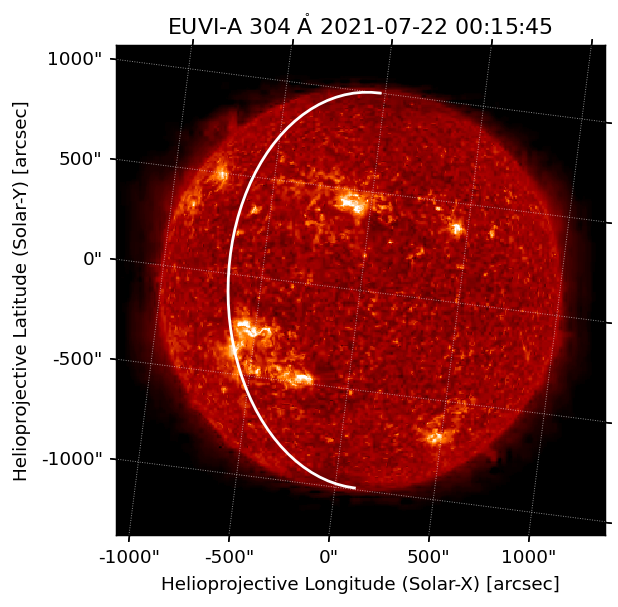 EUVI-A 304 Å 2021-07-22 00:15:45
1000"
500"
0"
-500"
-1000"
Helioprojective Latitude (Solar-Y) [arcsec]
-1000" -500" 0" 500" 1000"
Helioprojective Longitude (Solar-X) [arcsec]